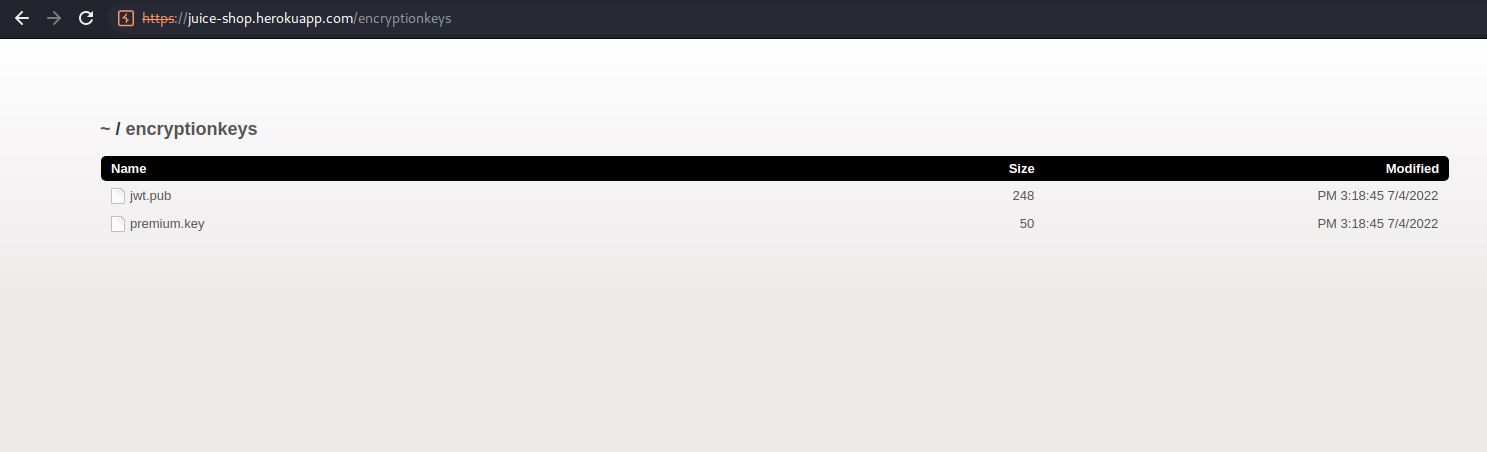 https://juice-shop.herokuapp.com/encryptionkeys
~ / encryptionkeys
Name Size Modified
jwt.pub 248 PM 3:18:45 7/4/2022
premium.key 50 PM 3:18:45 7/4/2022